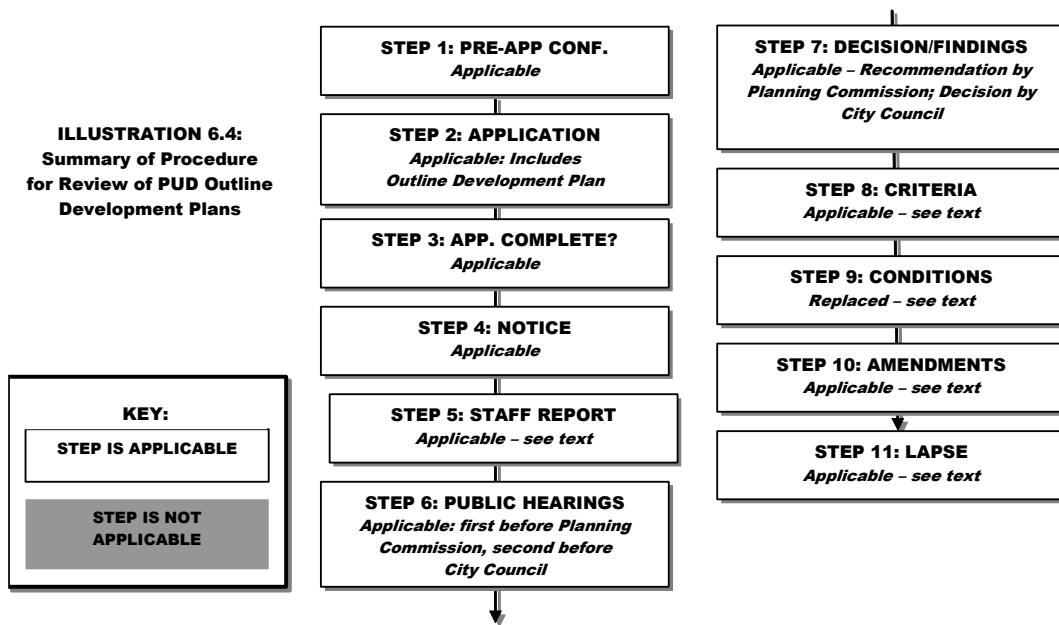 ILLUSTRATION 6.4:
Summary of Procedure
for Review of PUD Outline
Development Plans
KEY:
STEP IS APPLICABLE
STEP IS NOT
APPLICABLE
STEP 1: PRE-APP CONF.
Applicable
STEP 2: APPLICATION
Applicable: Includes
Outline Development Plan
STEP 3: APP. COMPLETE?
Applicable
STEP 4: NOTICE
Applicable
STEP 5: STAFF REPORT
Applicable – see text
STEP 6: PUBLIC HEARINGS
Applicable: first before Planning
Commission, second before
City Council
STEP 7: DECISION/FINDINGS
Applicable – Recommendation by
Planning Commission; Decision by
City Council
STEP 8: CRITERIA
Applicable – see text
STEP 9: CONDITIONS
Replaced – see text
STEP 10: AMENDMENTS
Applicable – see text
STEP 11: LAPSE
Applicable – see text